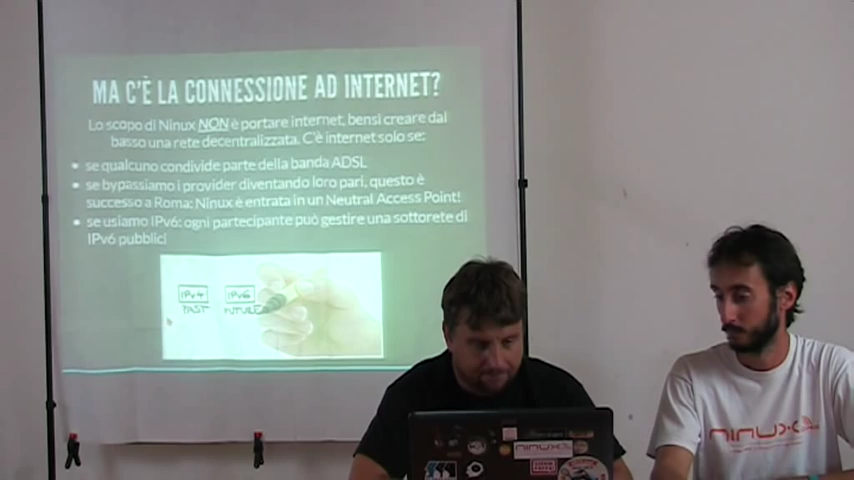 MA C'È LA CONNESSIONE AD INTERNET?
Lo scopo di Ninux NON è portare internet, bensì creare dal
basso una rete decentralizzata. C'è internet solo se:
se qualcuno condivide parte della banda ADSL
se bypassiamo i provider diventando loro pari, questo è
successo a Roma: Ninux è entrata in un Neutral Access Point!
se usiamo IPv6: ogni partecipante può gestire una sottorete di
IPv6 pubblici
IPv4 IPv6
PAST FUTURE
ninux
ninux